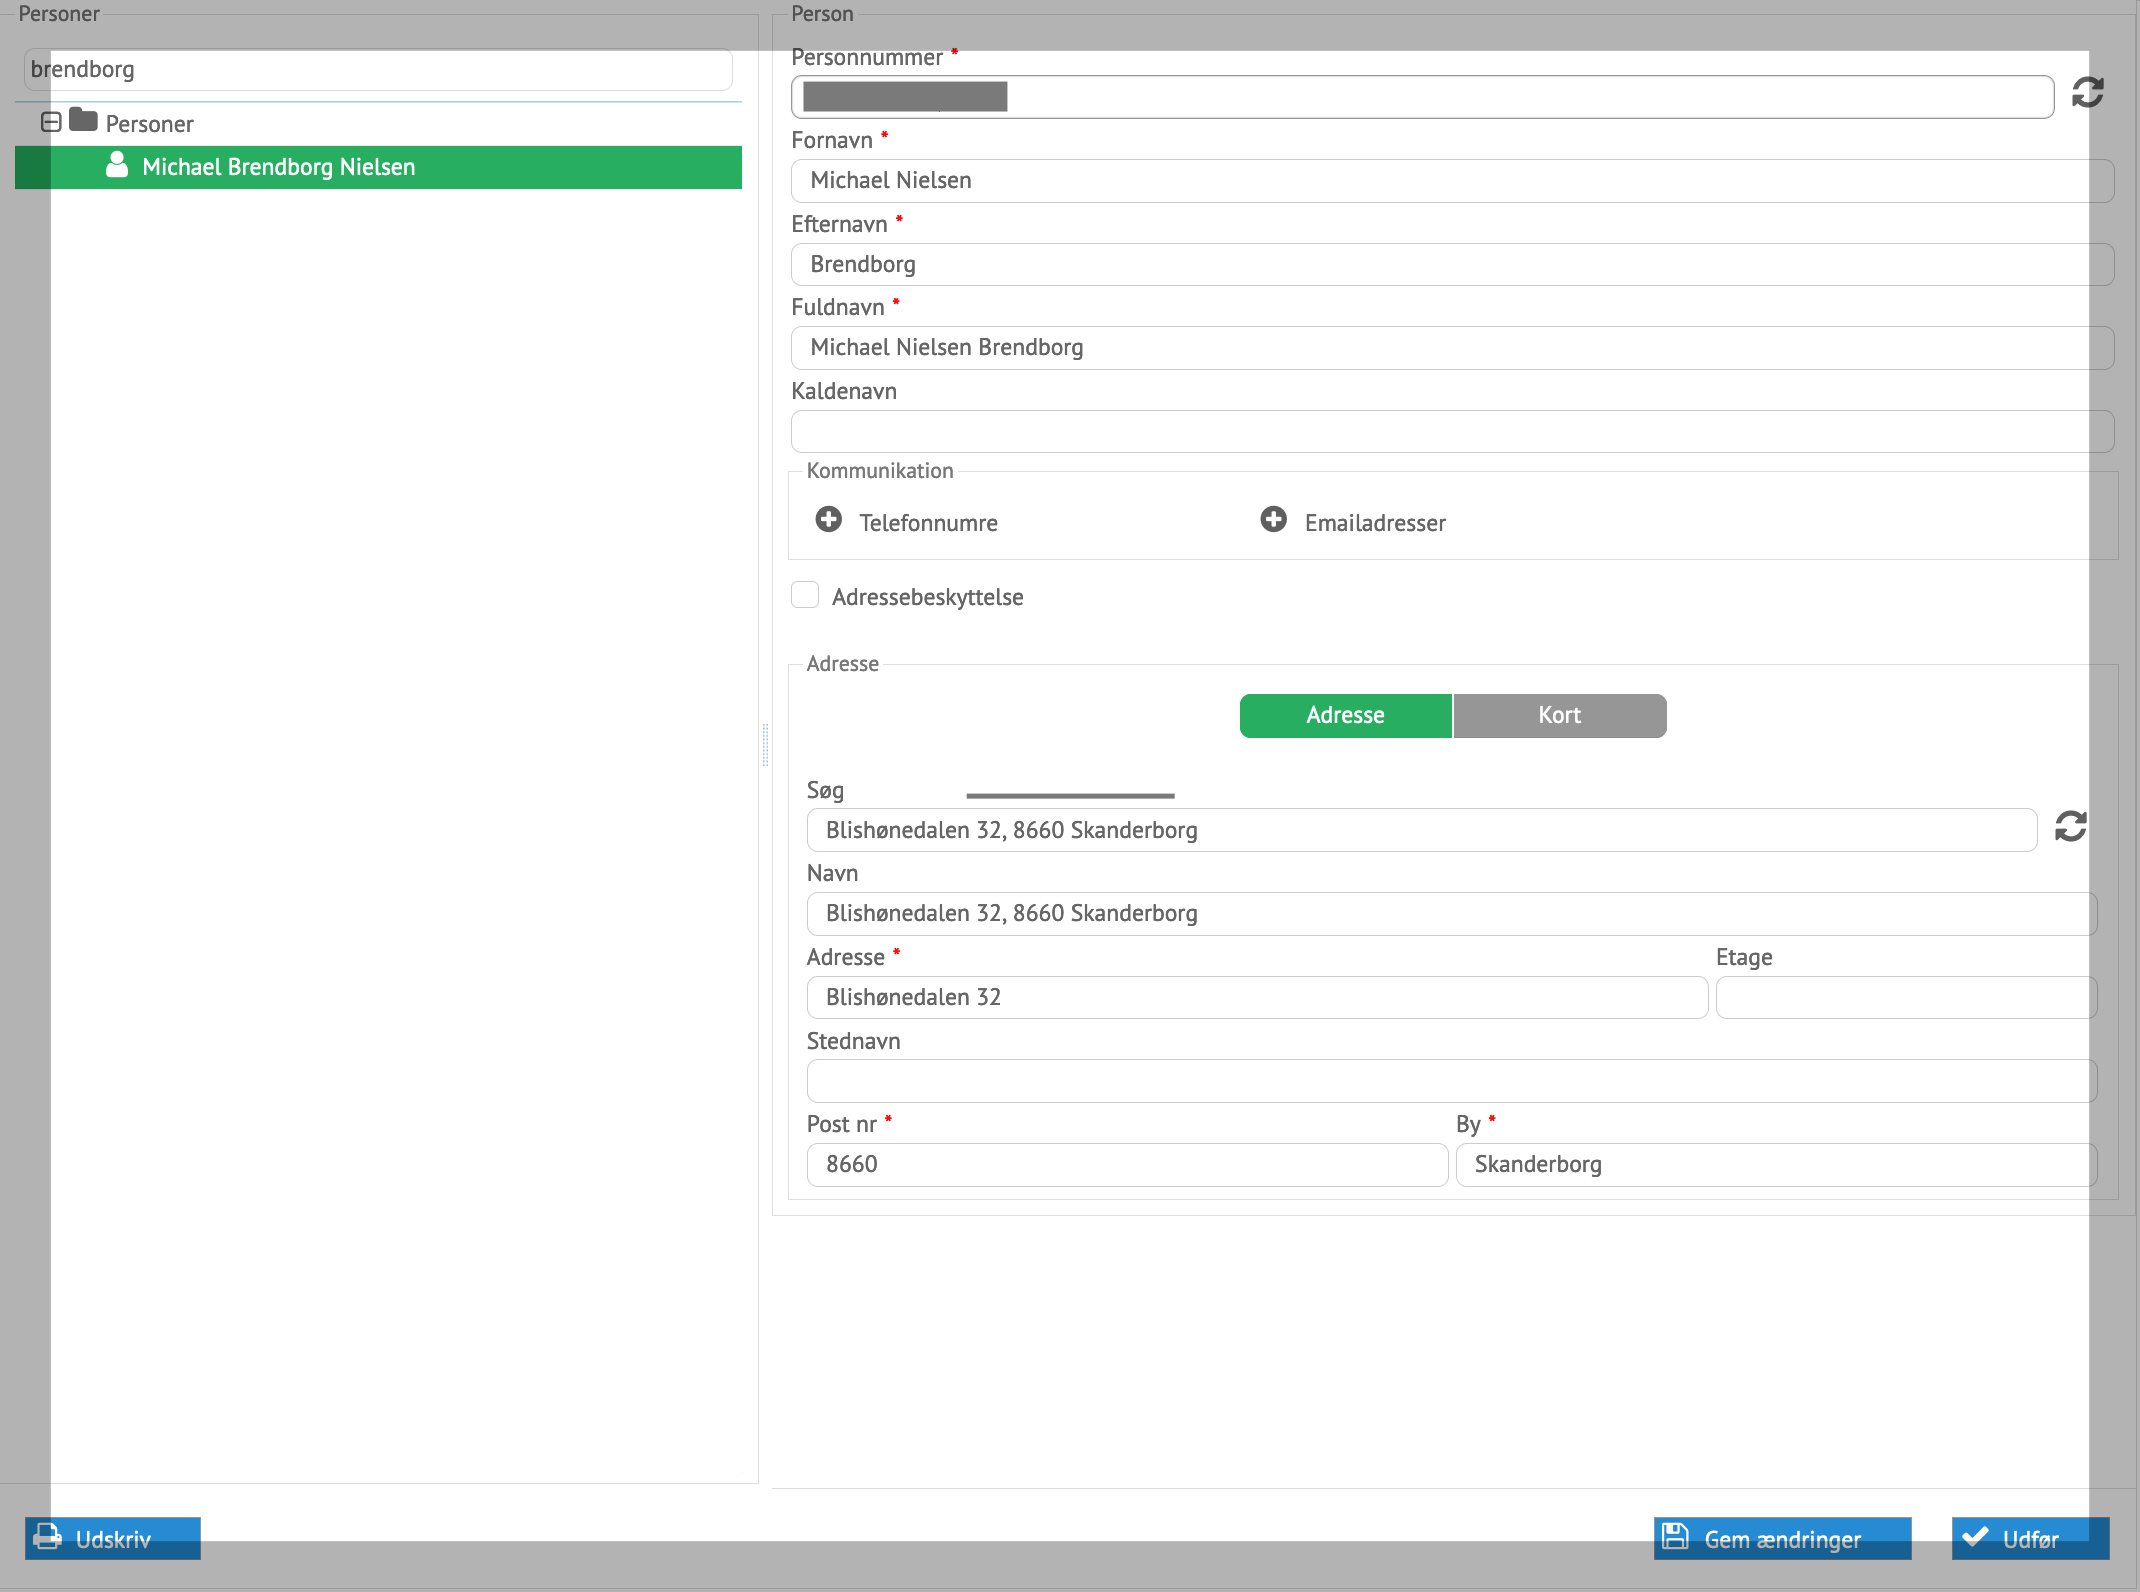 Personer
brendborg
Personer
Michael Brendborg Nielsen
Person
Personnummer *
Fornavn *
Michael Nielsen
Efternavn *
Brendborg
Fuldnavn *
Michael Nielsen Brendborg
Kaldenavn
Kommunikation
Telefonnumre
Emailadresser
Adressebeskyttelse
Adresse
Adresse
Kort
Søg
Blishønedalen 32, 8660 Skanderborg
Navn
Blishønedalen 32, 8660 Skanderborg
Adresse *
Etage
Blishønedalen 32
Stednavn
Post nr *
By *
8660
Skanderborg
Udskriv
Gem ændringer
Udfør